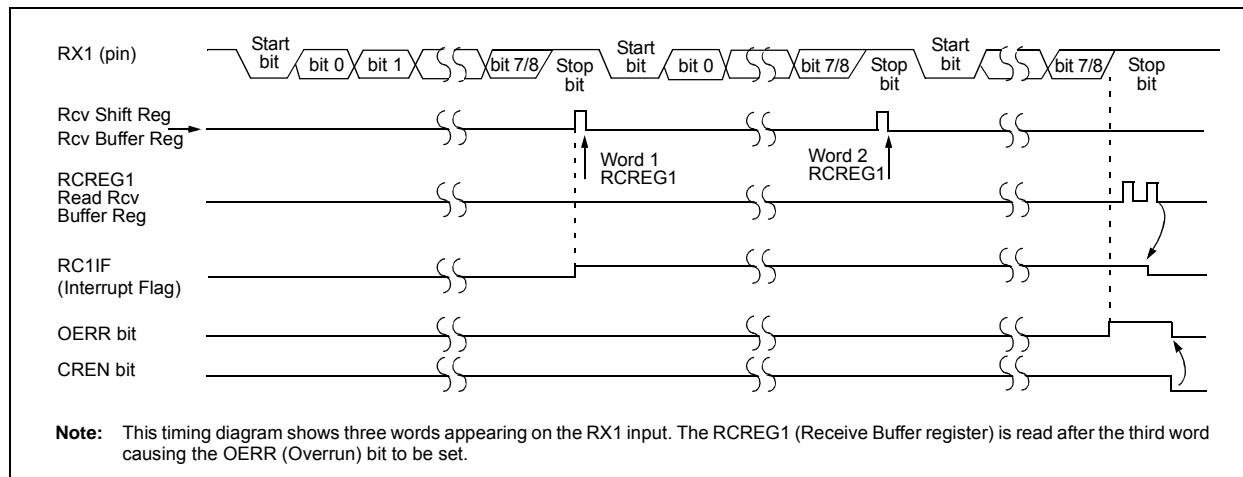 RX1 (pin)
Start
bit
bit 0
bit 1
bit 7/8
Stop
bit
Start
bit
bit 0
bit 7/8
Stop
bit
Start
bit
bit 7/8
Stop
bit
Rcv Shift Reg
Rcv Buffer Reg
Word 1
RCREG1
Word 2
RCREG1
RCREG1
Read Rcv
Buffer Reg
RC1IF
(Interrupt Flag)
OERR bit
CREN bit
Note: This timing diagram shows three words appearing on the RX1 input. The RCREG1 (Receive Buffer register) is read after the third word
causing the OERR (Overrun) bit to be set.